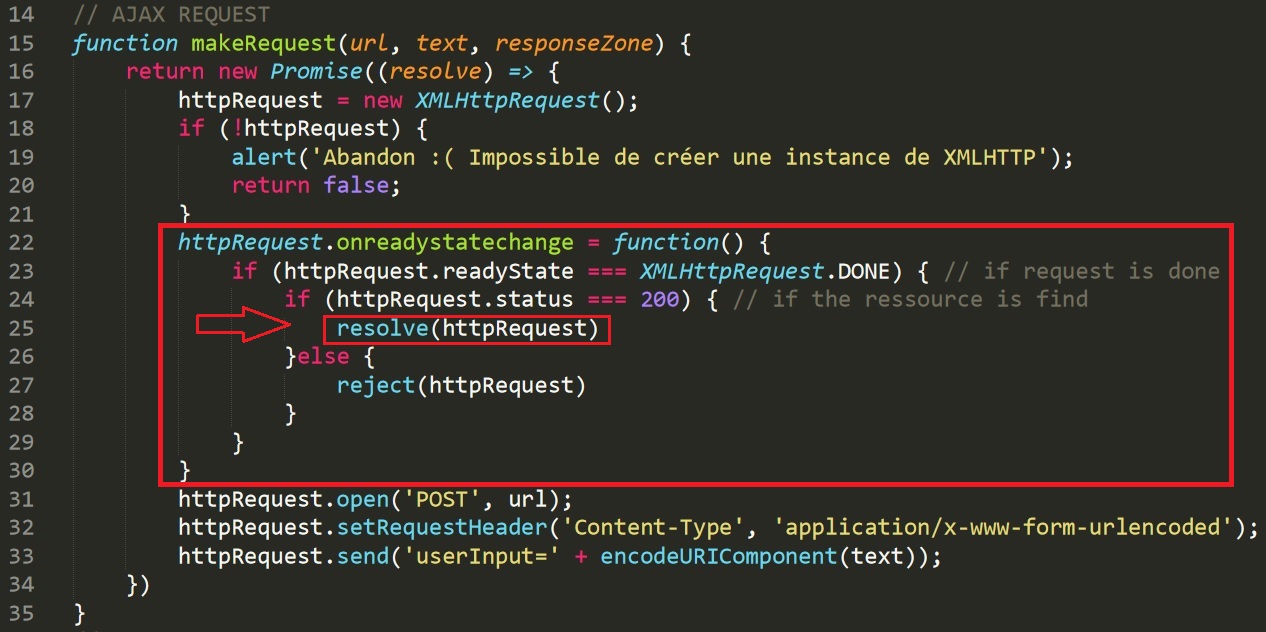 14 // AJAX REQUEST
15 function makeRequest(url, text, responseZone) {
16 return new Promise((resolve) => {
17 httpRequest = new XMLHttpRequest();
18 if (!httpRequest) {
19 alert('Abandon :( Impossible de créer une instance de XMLHTTP');
20 return false;
21 }
22 httpRequest.onreadystatechange = function() {
23 if (httpRequest.readyState === XMLHttpRequest.DONE) { // if request is done
24 if (httpRequest.status === 200) { // if the ressource is find
25 resolve(httpRequest)
26 }else {
27 reject(httpRequest)
28 }
29 }
30 }
31 httpRequest.open('POST', url);
32 httpRequest.setRequestHeader('Content-Type', 'application/x-www-form-urlencoded');
33 httpRequest.send('userInput=' + encodeURIComponent(text));
34 })
35 }